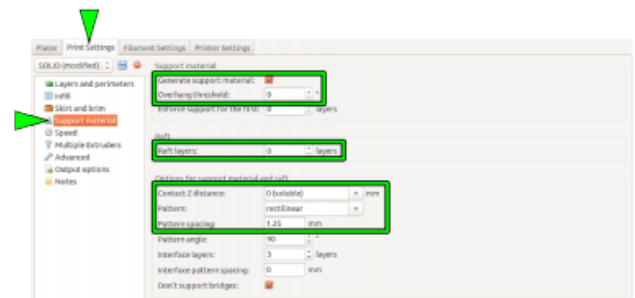 Plater Print Settings Filament Settings Printer Settings
SOLID (modified)
Support material
Layers and perimeters
Generate support material:
Infill
Overhang threshold: 0 °
Skirt and brim
Enforce support for the first: 0 layers
Support material
Speed
Raft
Multiple Extruders
Raft layers: 0 layers
Advanced
Output options
Options for support material and raft
Notes
Contact Z distance: 0 (soluble) mm
Pattern: rectilinear
Pattern spacing: 1.25 mm
Pattern angle: 90 °
Interface layers: 3 layers
Interface pattern spacing: 0 mm
Don't support bridges: